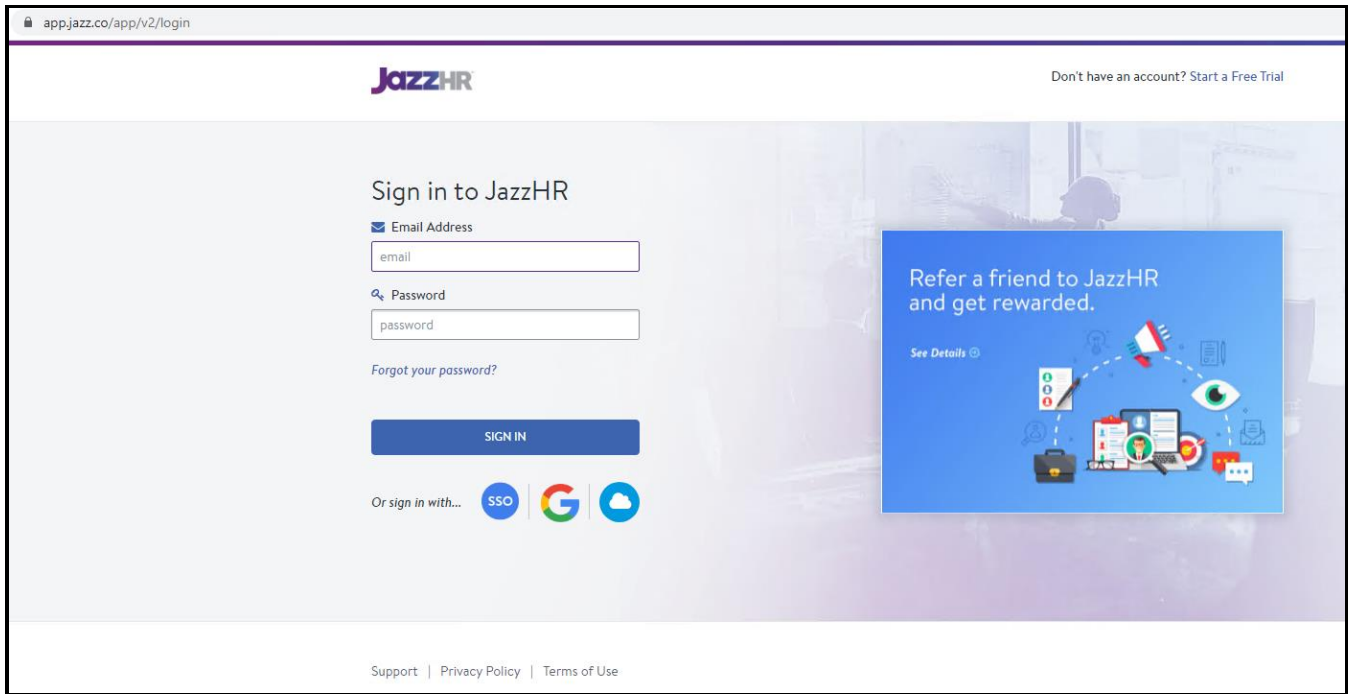 app.jazz.co/app/v2/login
JazzHR
Don't have an account? Start a Free Trial
Sign in to JazzHR
Email Address
email
Password
password
Forgot your password?
SIGN IN
Or sign in with...
SSO
Refer a friend to JazzHR
and get rewarded.
See Details
Support | Privacy Policy | Terms of Use